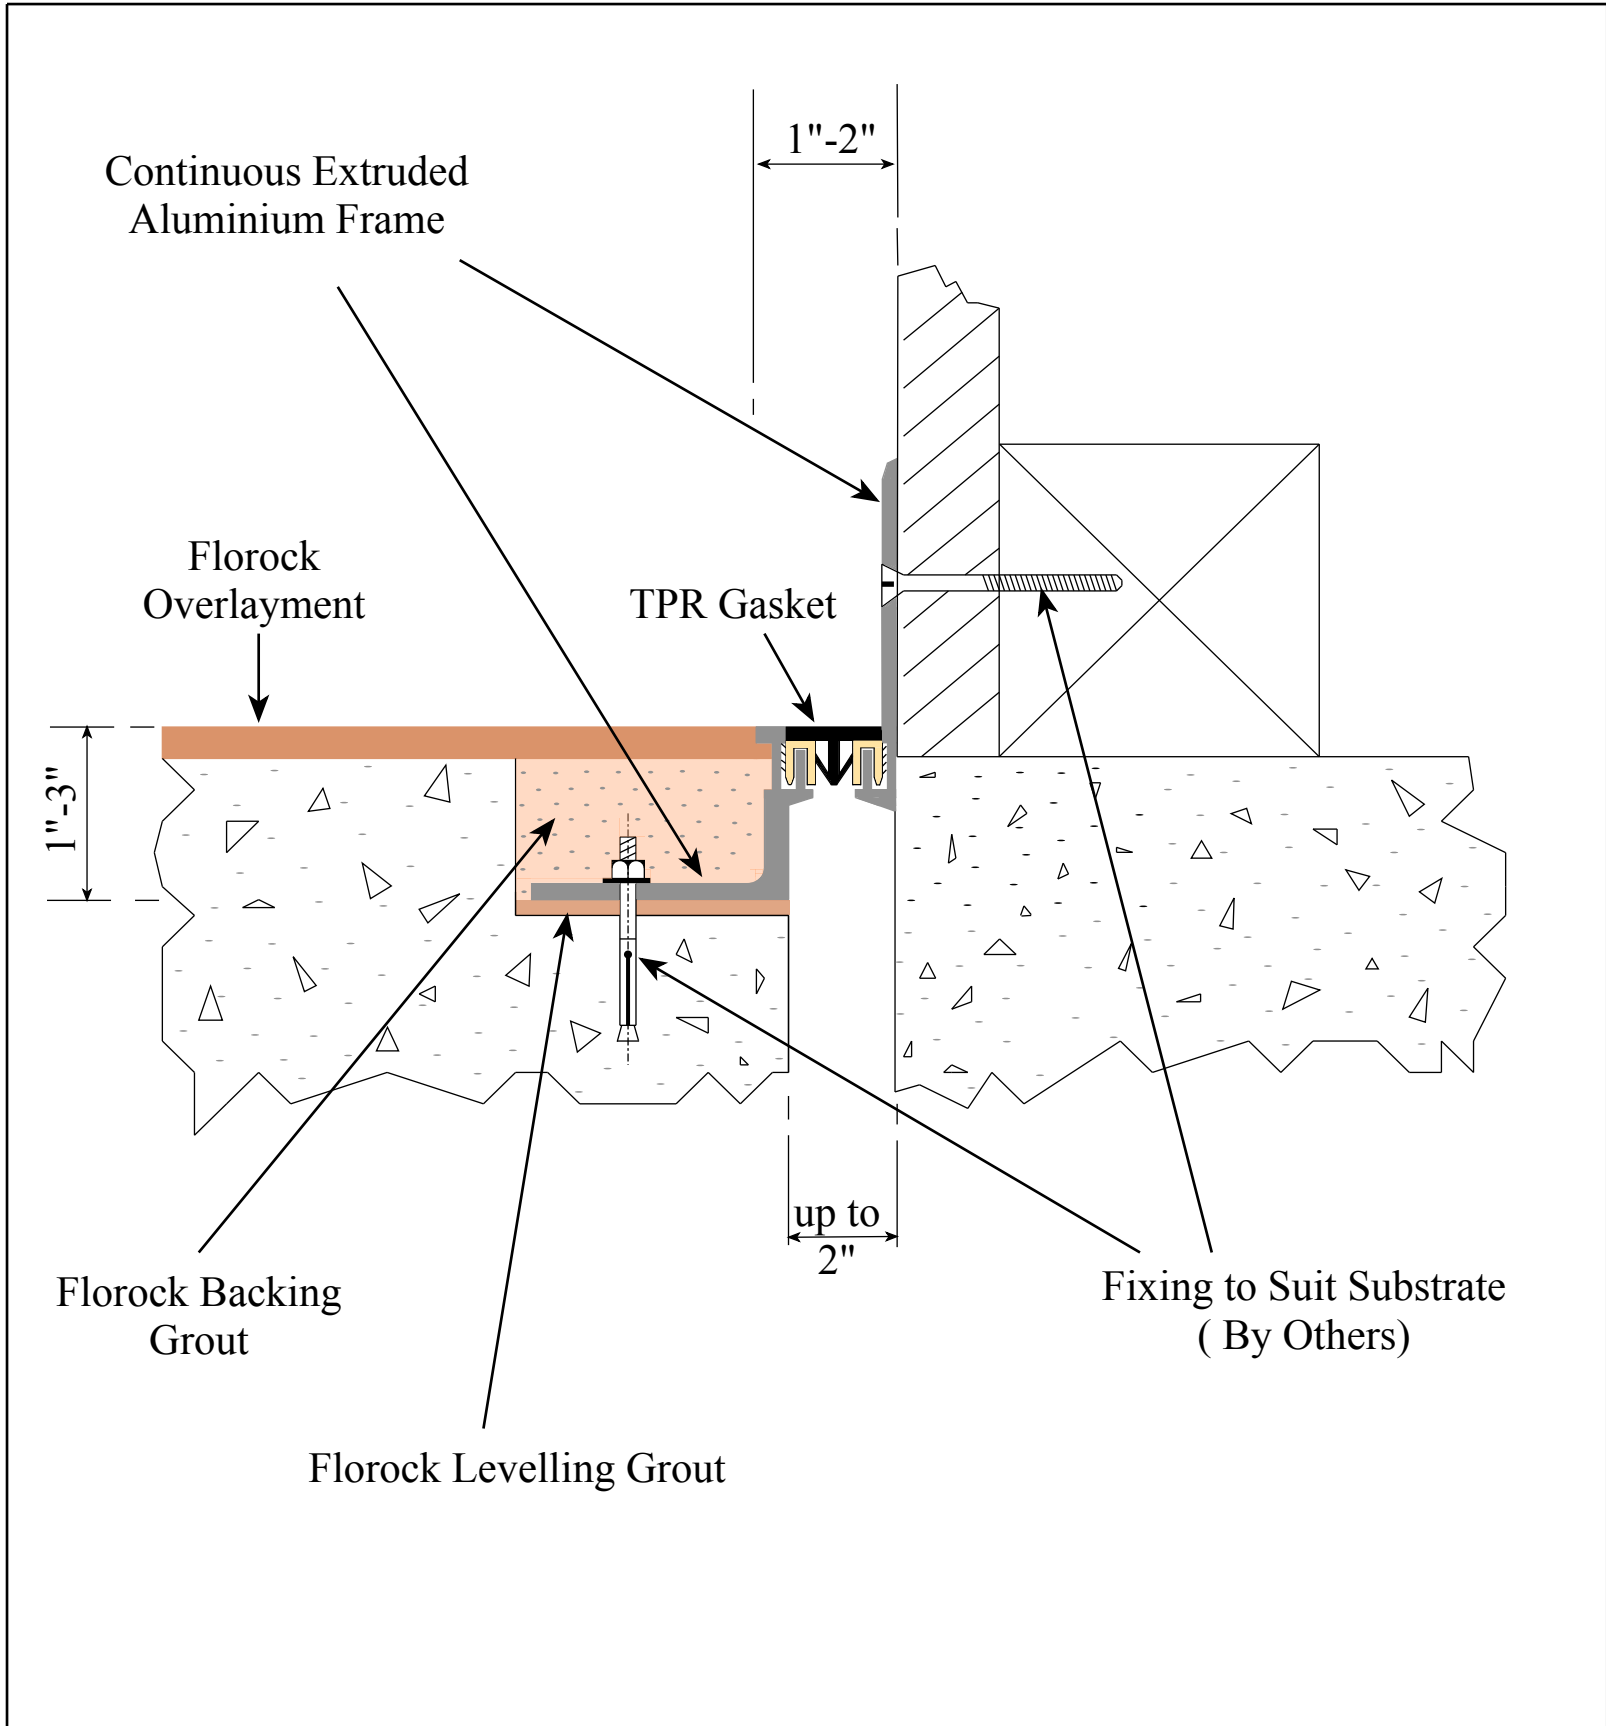 1"-2"
Continuous Extruded
Aluminium Frame
Florock
Overlayment
TPR Gasket
1"-3"
up to
2"
Florock Backing
Grout
Fixing to Suit Substrate
( By Others)
Florock Levelling Grout